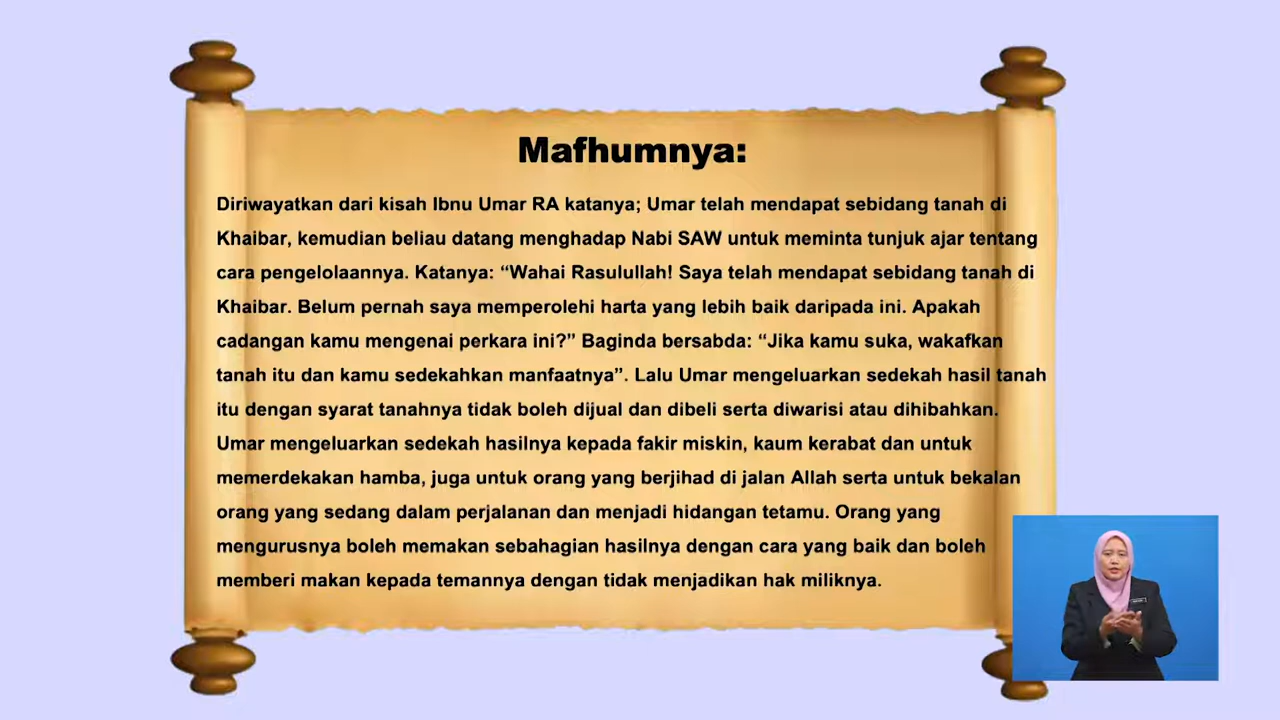 Mafhumnya:
Diriwayatkan dari kisah Ibnu Umar RA katanya; Umar telah mendapat sebidang tanah di
Khaibar, kemudian beliau datang menghadap Nabi SAW untuk meminta tunjuk ajar tentang
cara pengelolaannya. Katanya: “Wahai Rasulullah! Saya telah mendapat sebidang tanah di
Khaibar. Belum pernah saya memperolehi harta yang lebih baik daripada ini. Apakah
cadangan kamu mengenai perkara ini?” Baginda bersabda: “Jika kamu suka, wakafkan
tanah itu dan kamu sedekahkan manfaatnya”. Lalu Umar mengeluarkan sedekah hasil tanah
itu dengan syarat tanahnya tidak boleh dijual dan dibeli serta diwarisi atau dihibahkan.
Umar mengeluarkan sedekah hasilnya kepada fakir miskin, kaum kerabat dan untuk
memerdekakan hamba, juga untuk orang yang berjihad di jalan Allah serta untuk bekalan
orang yang sedang dalam perjalanan dan menjadi hidangan tetamu. Orang yang
mengurusnya boleh memakan sebahagian hasilnya dengan cara yang baik dan boleh
memberi makan kepada temannya dengan tidak menjadikan hak miliknya.